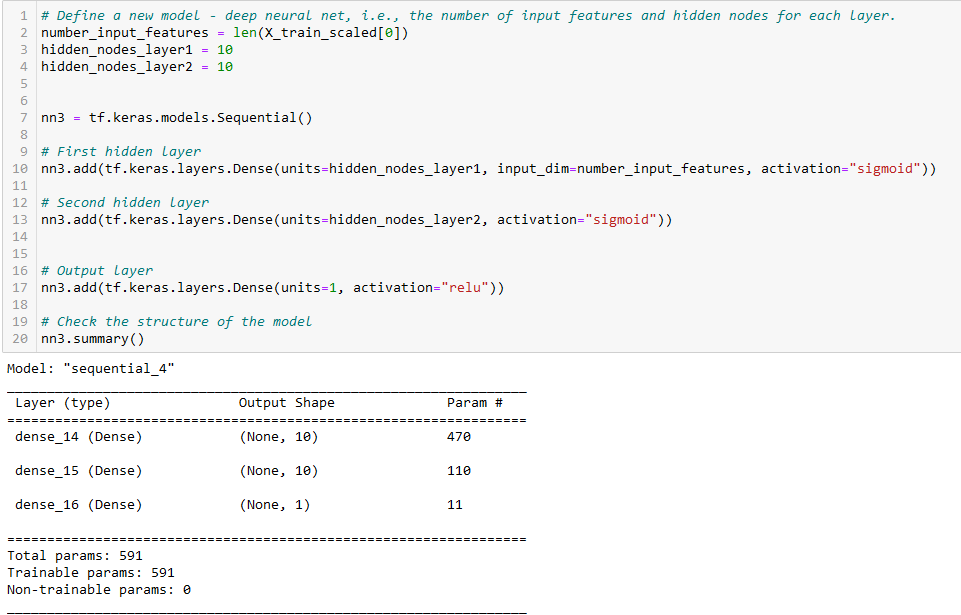 1 # Define a new model - deep neural net, i.e., the number of input features and hidden nodes for each layer.
2 number_input_features = len(X_train_scaled[0])
3 hidden_nodes_layer1 = 10
4 hidden_nodes_layer2 = 10
5
6
7 nn3 = tf.keras.models.Sequential()
8
9 # First hidden layer
10 nn3.add(tf.keras.layers.Dense(units=hidden_nodes_layer1, input_dim=number_input_features, activation="sigmoid"))
11
12 # Second hidden layer
13 nn3.add(tf.keras.layers.Dense(units=hidden_nodes_layer2, activation="sigmoid"))
14
15
16 # Output layer
17 nn3.add(tf.keras.layers.Dense(units=1, activation="relu"))
18
19 # Check the structure of the model
20 nn3.summary()
Model: "sequential_4"
_________________________________________________________________
Layer (type) Output Shape Param #
=================================================================
dense_14 (Dense) (None, 10) 470
dense_15 (Dense) (None, 10) 110
dense_16 (Dense) (None, 1) 11
=================================================================
Total params: 591
Trainable params: 591
Non-trainable params: 0
_________________________________________________________________